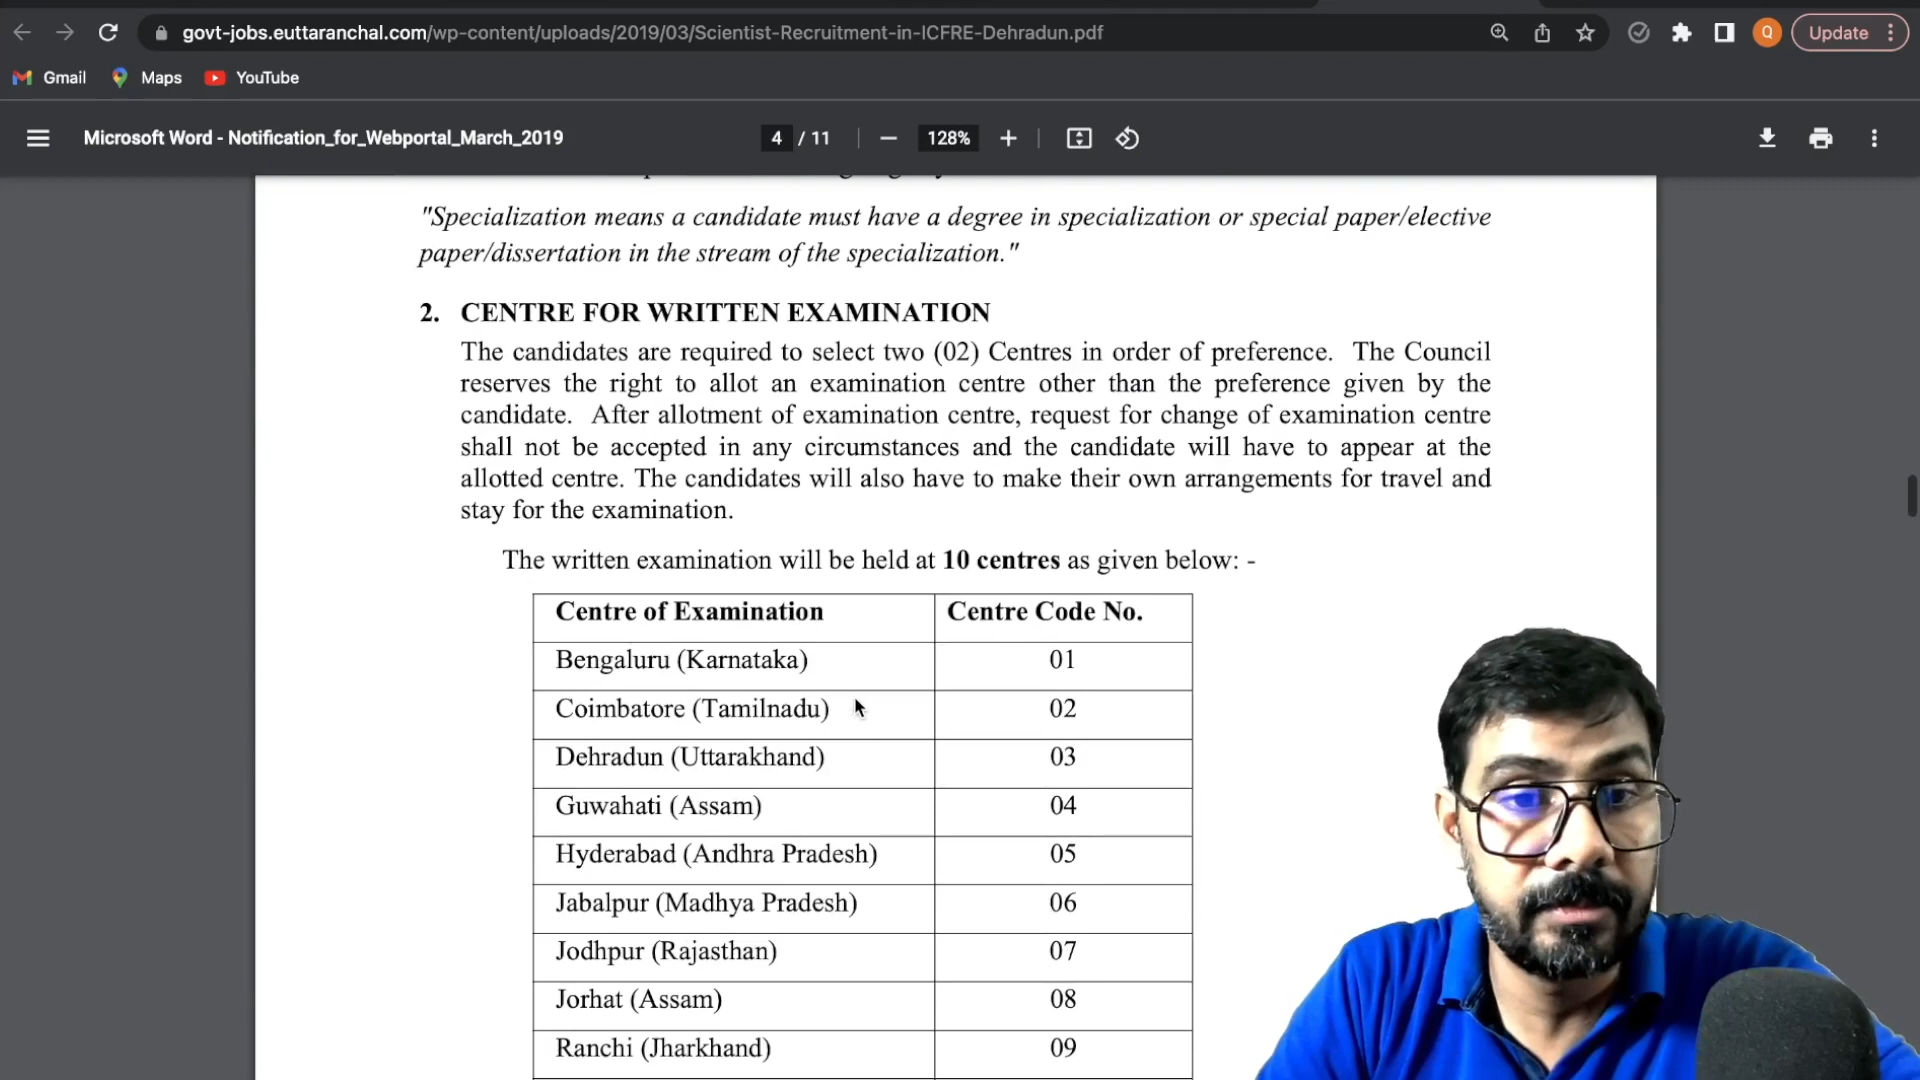 govt-jobs.euttaranchal.com/wp-content/uploads/2019/03/Scientist-Recruitment-in-ICFRE-Dehradun.pdf
Q
Update
Gmail
Maps
YouTube
Microsoft Word - Notification_for_Webportal_March_2019
4 / 11
128%
"Specialization means a candidate must have a degree in specialization or special paper/elective
paper/dissertation in the stream of the specialization."
2. CENTRE FOR WRITTEN EXAMINATION
The candidates are required to select two (02) Centres in order of preference. The Council
reserves the right to allot an examination centre other than the preference given by the
candidate. After allotment of examination centre, request for change of examination centre
shall not be accepted in any circumstances and the candidate will have to appear at the
allotted centre. The candidates will also have to make their own arrangements for travel and
stay for the examination.
The written examination will be held at 10 centres as given below: -
Centre of Examination Centre Code No.
Bengaluru (Karnataka) 01
Coimbatore (Tamilnadu) 02
Dehradun (Uttarakhand) 03
Guwahati (Assam) 04
Hyderabad (Andhra Pradesh) 05
Jabalpur (Madhya Pradesh) 06
Jodhpur (Rajasthan) 07
Jorhat (Assam) 08
Ranchi (Jharkhand) 09